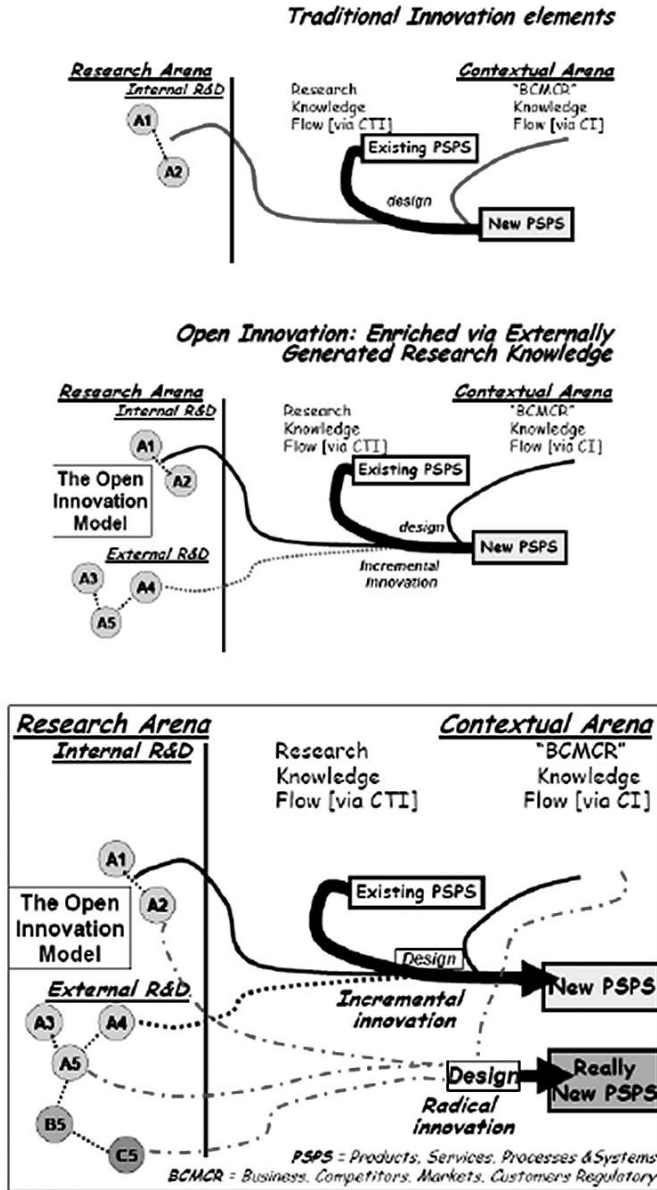 Traditional Innovation elements
Research Arena
Internal R&D
A1
A2
Research
Knowledge
Flow [via CTI]
Contextual Arena
"BCMCR"
Knowledge
Flow [via CI]
Existing PSPS
design
New PSPS
Open Innovation: Enriched via Externally
Generated Research Knowledge
Research Arena
Internal R&D
A1
A2
The Open
Innovation
Model
External R&D
A3
A4
A5
Research
Knowledge
Flow [via CTI]
Contextual Arena
"BCMCR"
Knowledge
Flow [via CI]
Existing PSPS
design
New PSPS
Incremental
Innovation
Research Arena
Internal R&D
A1
A2
The Open
Innovation
Model
External R&D
A3
A4
A5
B5
C5
Research
Knowledge
Flow [via CTI]
Contextual Arena
"BCMCR"
Knowledge
Flow [via CI]
Existing PSPS
Design
New PSPS
Incremental
innovation
Design
Really
New PSPS
Radical
innovation
PSPS = Products, Services, Processes & Systems
BCMCR = Business, Competitors, Markets, Customers Regulatory